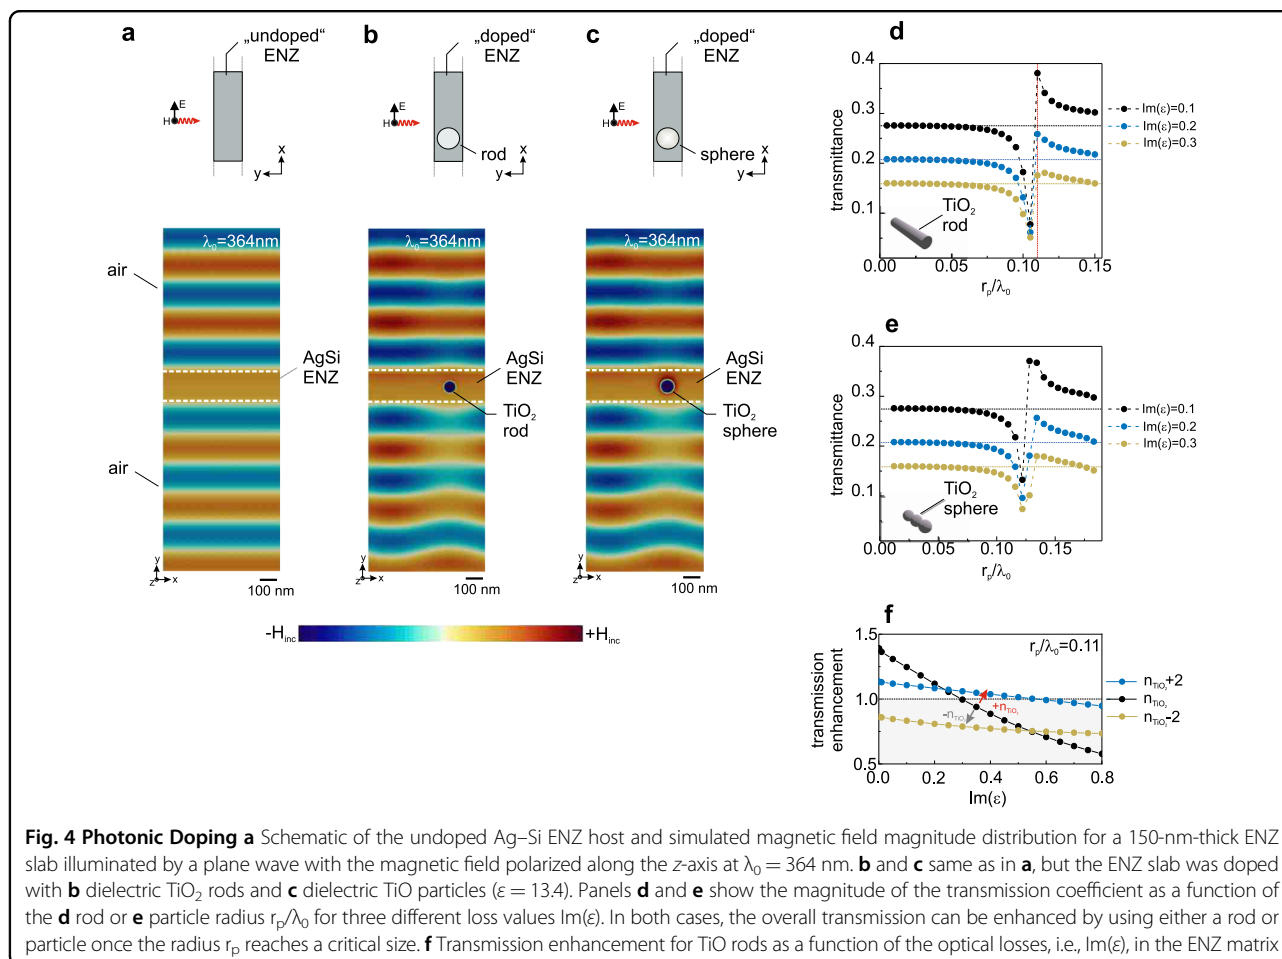 a
„undoped“
ENZ
E
H
x
y
b
„doped“
ENZ
E
H
rod
x
y
c
„doped“
ENZ
E
H
sphere
x
y
λ₀=364nm
air
AgSi
ENZ
air
y
z x
100 nm
λ₀=364nm
AgSi
ENZ
TiO₂
rod
y
z x
100 nm
λ₀=364nm
AgSi
ENZ
TiO₂
sphere
y
z x
100 nm
-H_inc +H_inc
d
transmittance
0.4
0.3
0.2
0.1
0.00 0.05 0.10 0.15
r_p/λ₀
TiO₂
rod
Im(ε)=0.1
Im(ε)=0.2
Im(ε)=0.3
e
transmittance
0.4
0.3
0.2
0.1
0.00 0.05 0.10 0.15
r_p/λ₀
TiO₂
sphere
Im(ε)=0.1
Im(ε)=0.2
Im(ε)=0.3
f
transmission
enhancement
1.5
1.0
0.5
0.0 0.2 0.4 0.6 0.8
Im(ε)
r_p/λ₀=0.11
+n_TiO₂
-n_TiO₂
n_TiO₂+2
n_TiO₂
n_TiO₂-2
Fig. 4 Photonic Doping a Schematic of the undoped Ag–Si ENZ host and simulated magnetic field magnitude distribution for a 150-nm-thick ENZ
slab illuminated by a plane wave with the magnetic field polarized along the z-axis at λ₀ = 364 nm. b and c same as in a, but the ENZ slab was doped
with b dielectric TiO₂ rods and c dielectric TiO particles (ε = 13.4). Panels d and e show the magnitude of the transmission coefficient as a function of
the d rod or e particle radius r_p/λ₀ for three different loss values Im(ε). In both cases, the overall transmission can be enhanced by using either a rod or
particle once the radius r_p reaches a critical size. f Transmission enhancement for TiO rods as a function of the optical losses, i.e., Im(ε), in the ENZ matrix